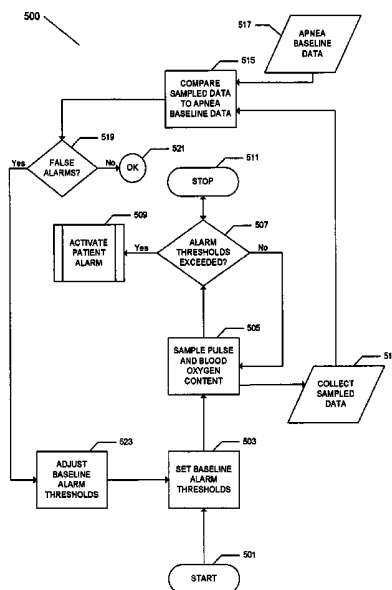 500
517
APNEA
BASELINE
DATA
515
COMPARE
SAMPLED DATA
TO APNEA
BASELINE DATA
519
Yes
FALSE
ALARMS?
No
521
OK
511
STOP
509
ACTIVATE
PATIENT
ALARM
Yes
507
ALARM
THRESHOLDS
EXCEEDED?
No
505
SAMPLE PULSE
AND BLOOD
OXYGEN
CONTENT
51
COLLECT
SAMPLED
DATA
523
ADJUST
BASELINE
ALARM
THRESHOLDS
503
SET BASELINE
ALARM
THRESHOLDS
501
START